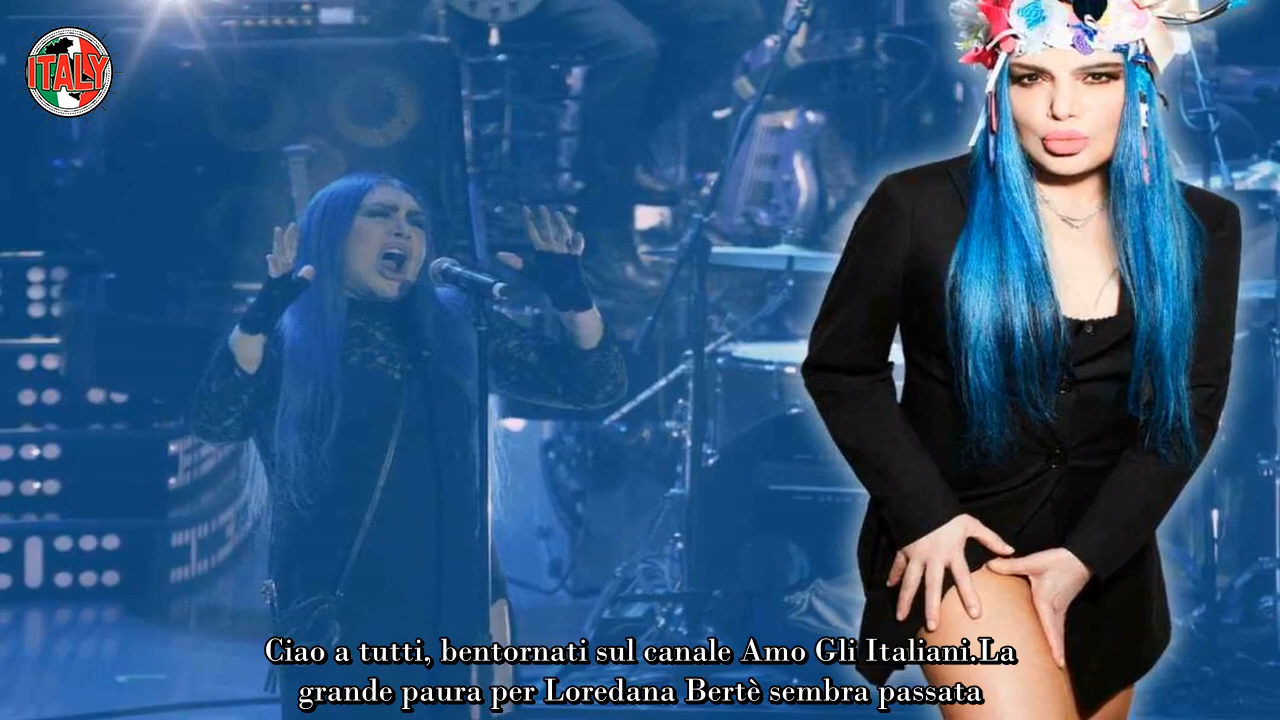 ITALY
Ciao a tutti, bentornati sul canale Amo Gli Italiani.La
grande paura per Loredana Bertè sembra passata